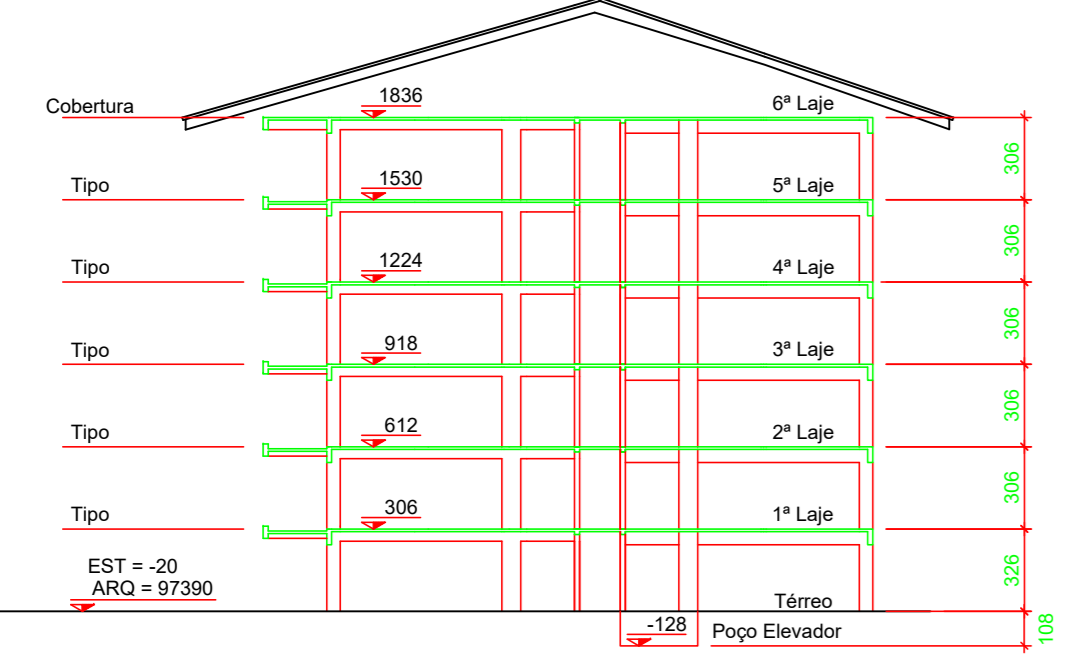 Cobertura
1836
6ª Laje
306
Tipo
1530
5ª Laje
306
Tipo
1224
4ª Laje
306
Tipo
918
3ª Laje
306
Tipo
612
2ª Laje
306
Tipo
306
1ª Laje
326
EST = -20
ARQ = 97390
Térreo
-128
Poço Elevador
108